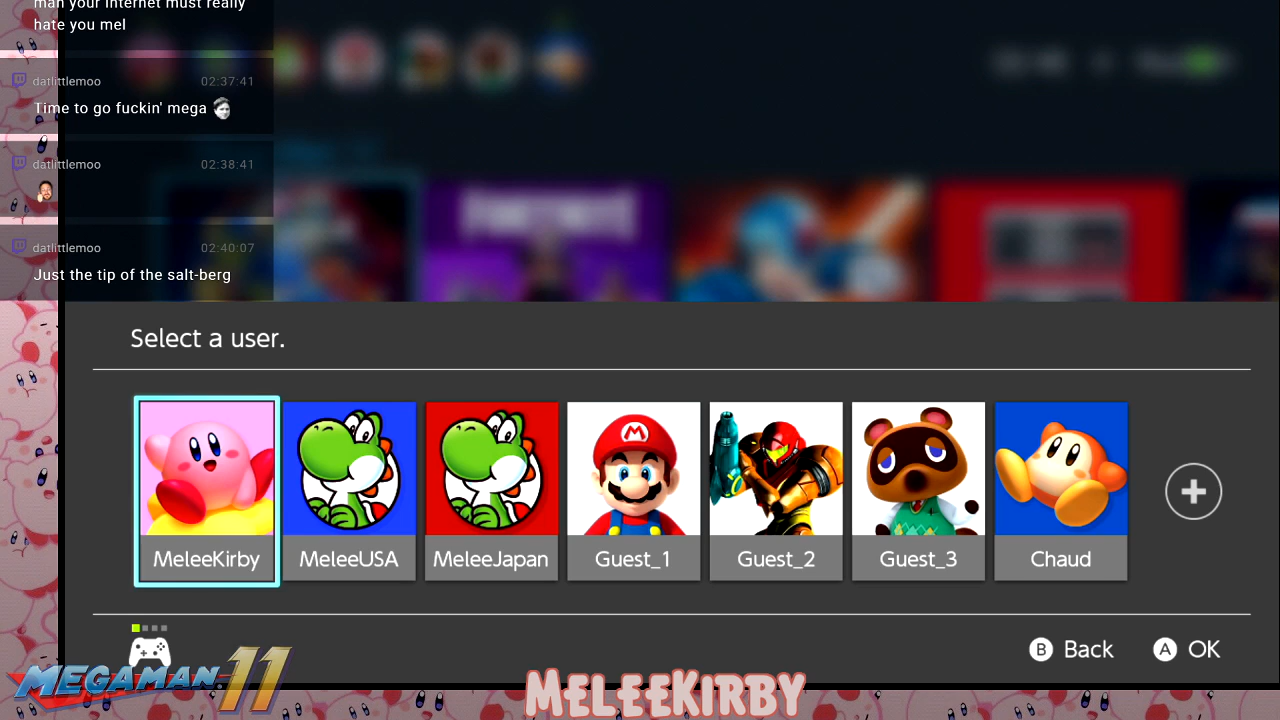 man your internet must really
hate you mel
datlittlemoo 02:37:41
Time to go fuckin' mega
datlittlemoo 02:38:41
datlittlemoo 02:40:07
Just the tip of the salt-berg
Select a user.
MeleeKirby MeleeUSA MeleeJapan Guest_1 Guest_2 Guest_3 Chaud
B Back A OK
MEGAMAN 11
MELEEKIRBY